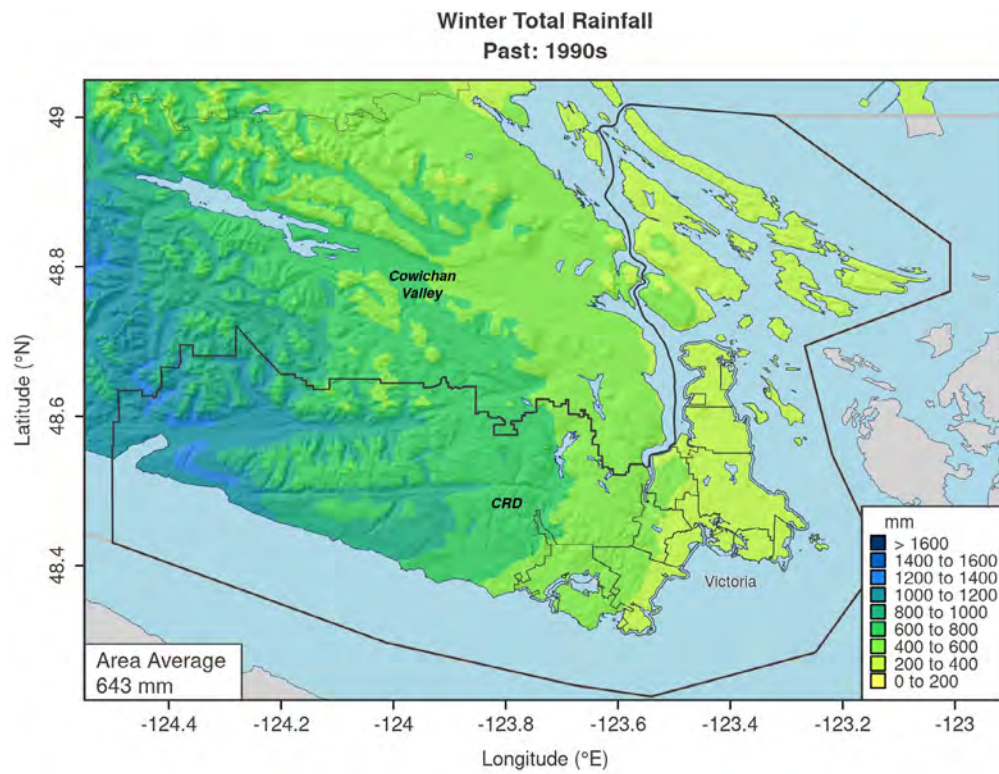 Winter Total Rainfall
Past: 1990s
49
48.8
48.6
48.4
Latitude (°N)
Cowichan
Valley
CRD
Victoria
mm
> 1600
1400 to 1600
1200 to 1400
1000 to 1200
800 to 1000
600 to 800
400 to 600
200 to 400
0 to 200
Area Average
643 mm
-124.4
-124.2
-124
-123.8
-123.6
-123.4
-123.2
-123
Longitude (°E)